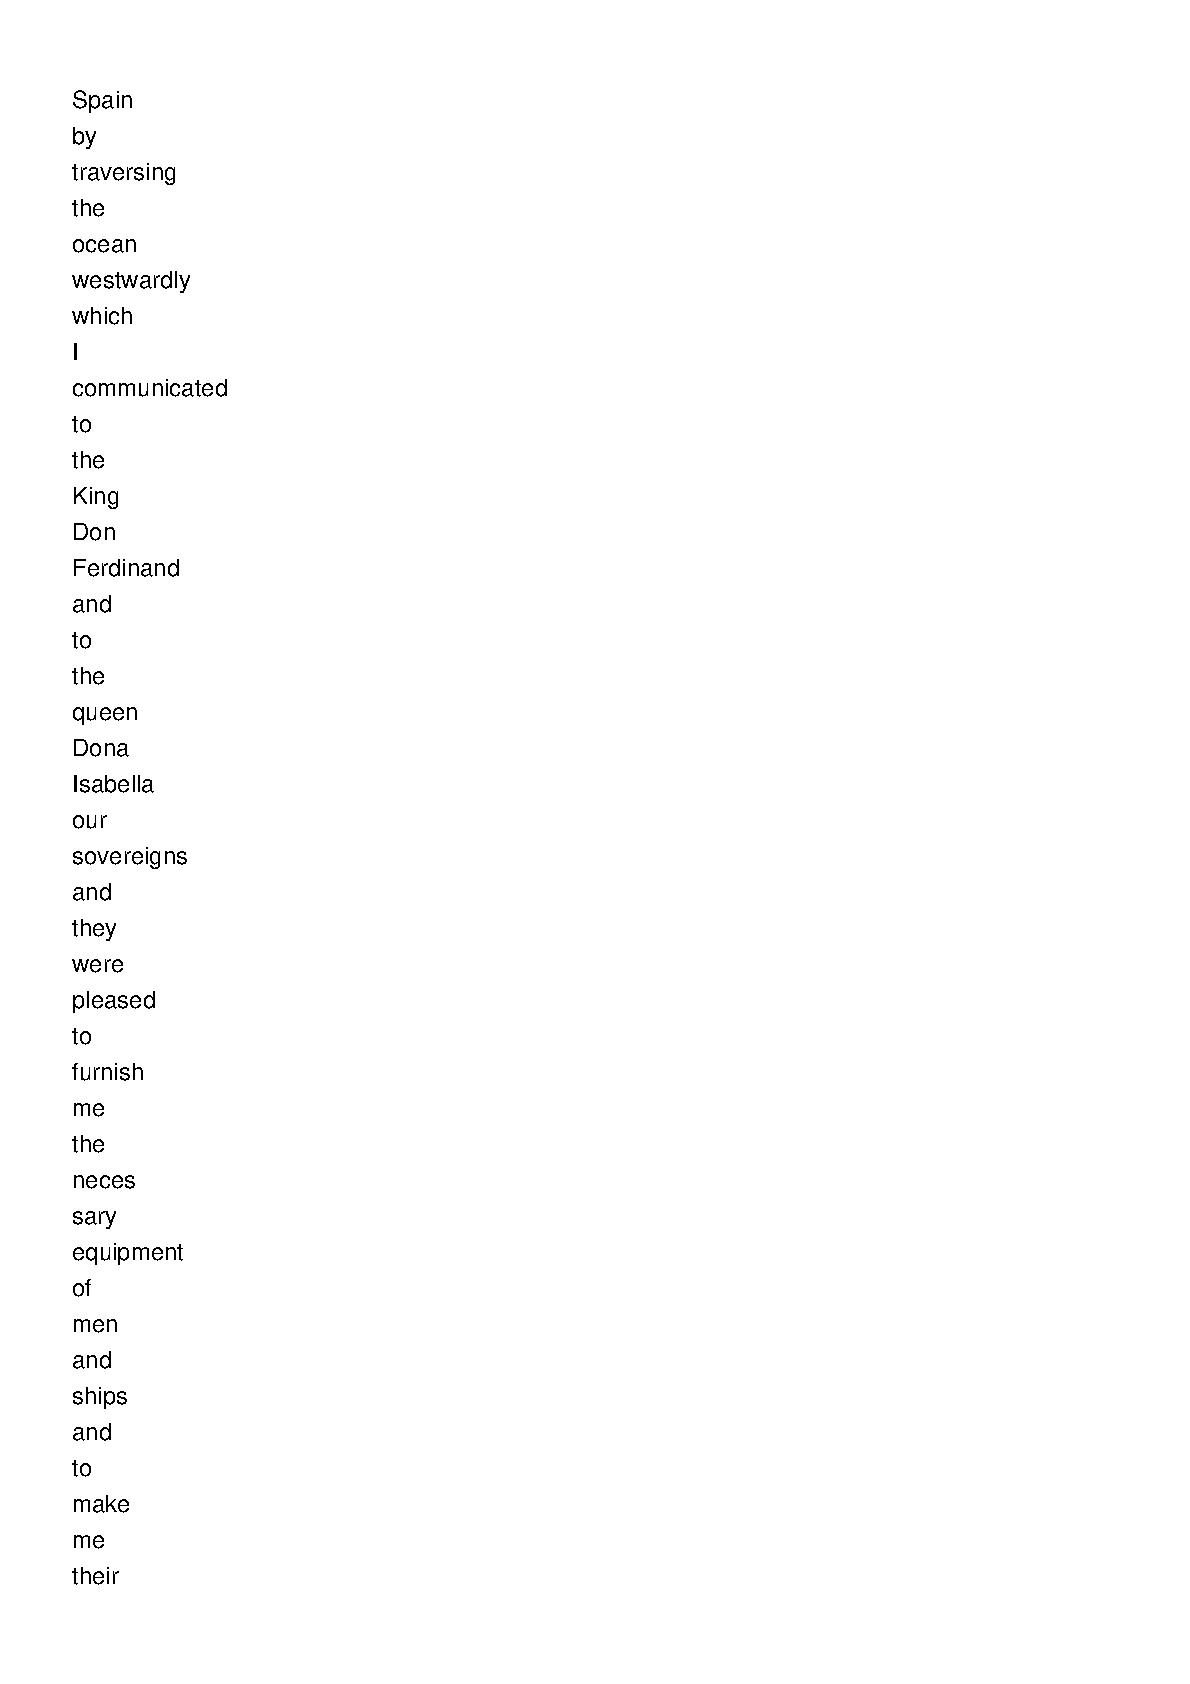 Spain
by
traversing
the
ocean
westwardly
which
I
communicated
to
the
King
Don
Ferdinand
and
to
the
queen
Dona
Isabella
our
sovereigns
and
they
were
pleased
to
furnish
me
the
neces
sary
equipment
of
men
and
ships
and
to
make
me
their